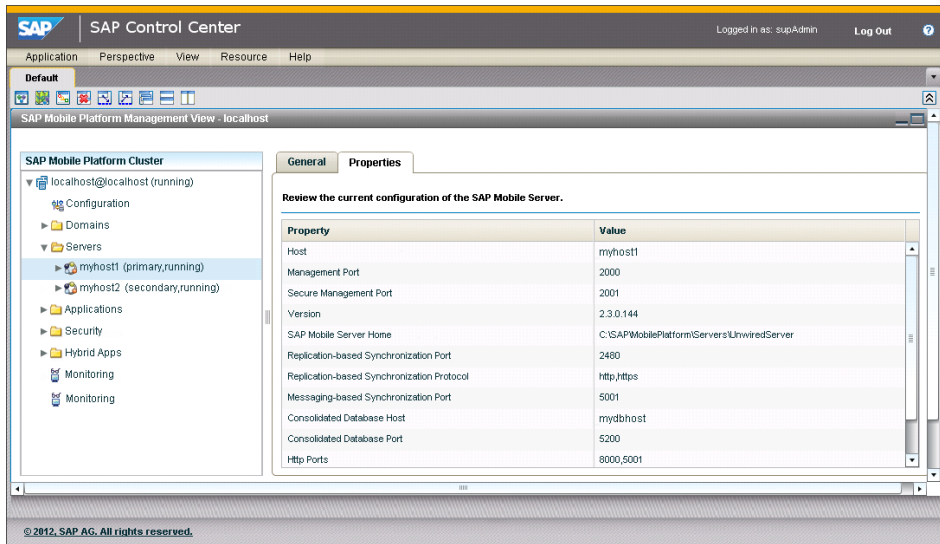 SAP SAP Control Center Logged in as: supAdmin Log Out ?
Application Perspective View Resource Help
Default
SAP Mobile Platform Management View - localhost
SAP Mobile Platform Cluster
localhost@localhost (running)
Configuration
Domains
Servers
myhost1 (primary,running)
myhost2 (secondary,running)
Applications
Security
Hybrid Apps
Monitoring
Monitoring
General Properties
Review the current configuration of the SAP Mobile Server.
Property Value
Host myhost1
Management Port 2000
Secure Management Port 2001
Version 2.3.0.144
SAP Mobile Server Home C:\SAP\MobilePlatform\Servers\UnwiredServer
Replication-based Synchronization Port 2480
Replication-based Synchronization Protocol http,https
Messaging-based Synchronization Port 5001
Consolidated Database Host mydbhost
Consolidated Database Port 5200
Http Ports 8000,5001
© 2012, SAP AG. All rights reserved.